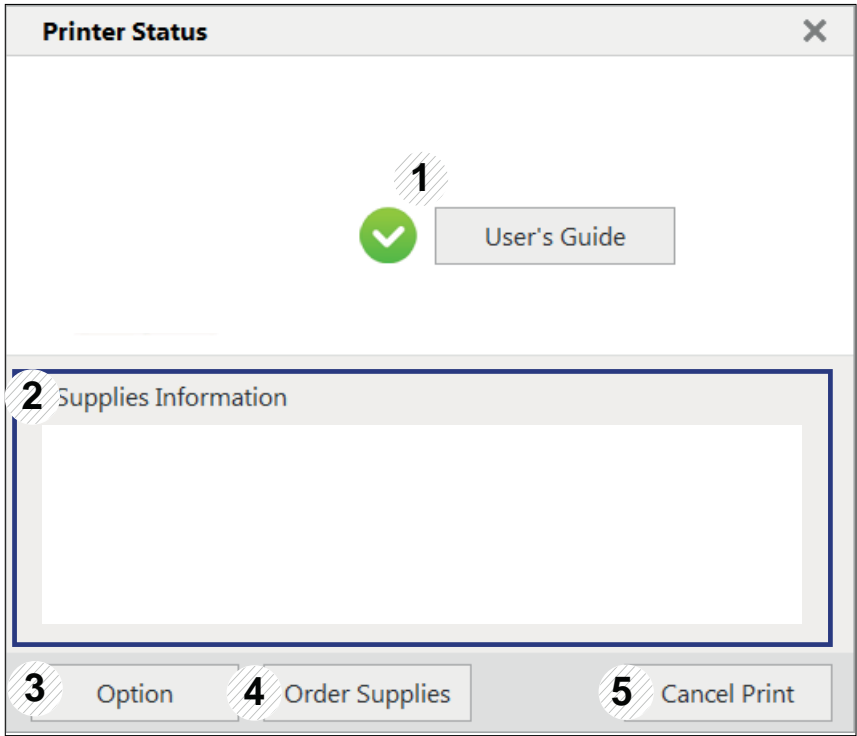 Printer Status
1
User's Guide
2 Supplies Information
3 Option 4 Order Supplies 5 Cancel Print